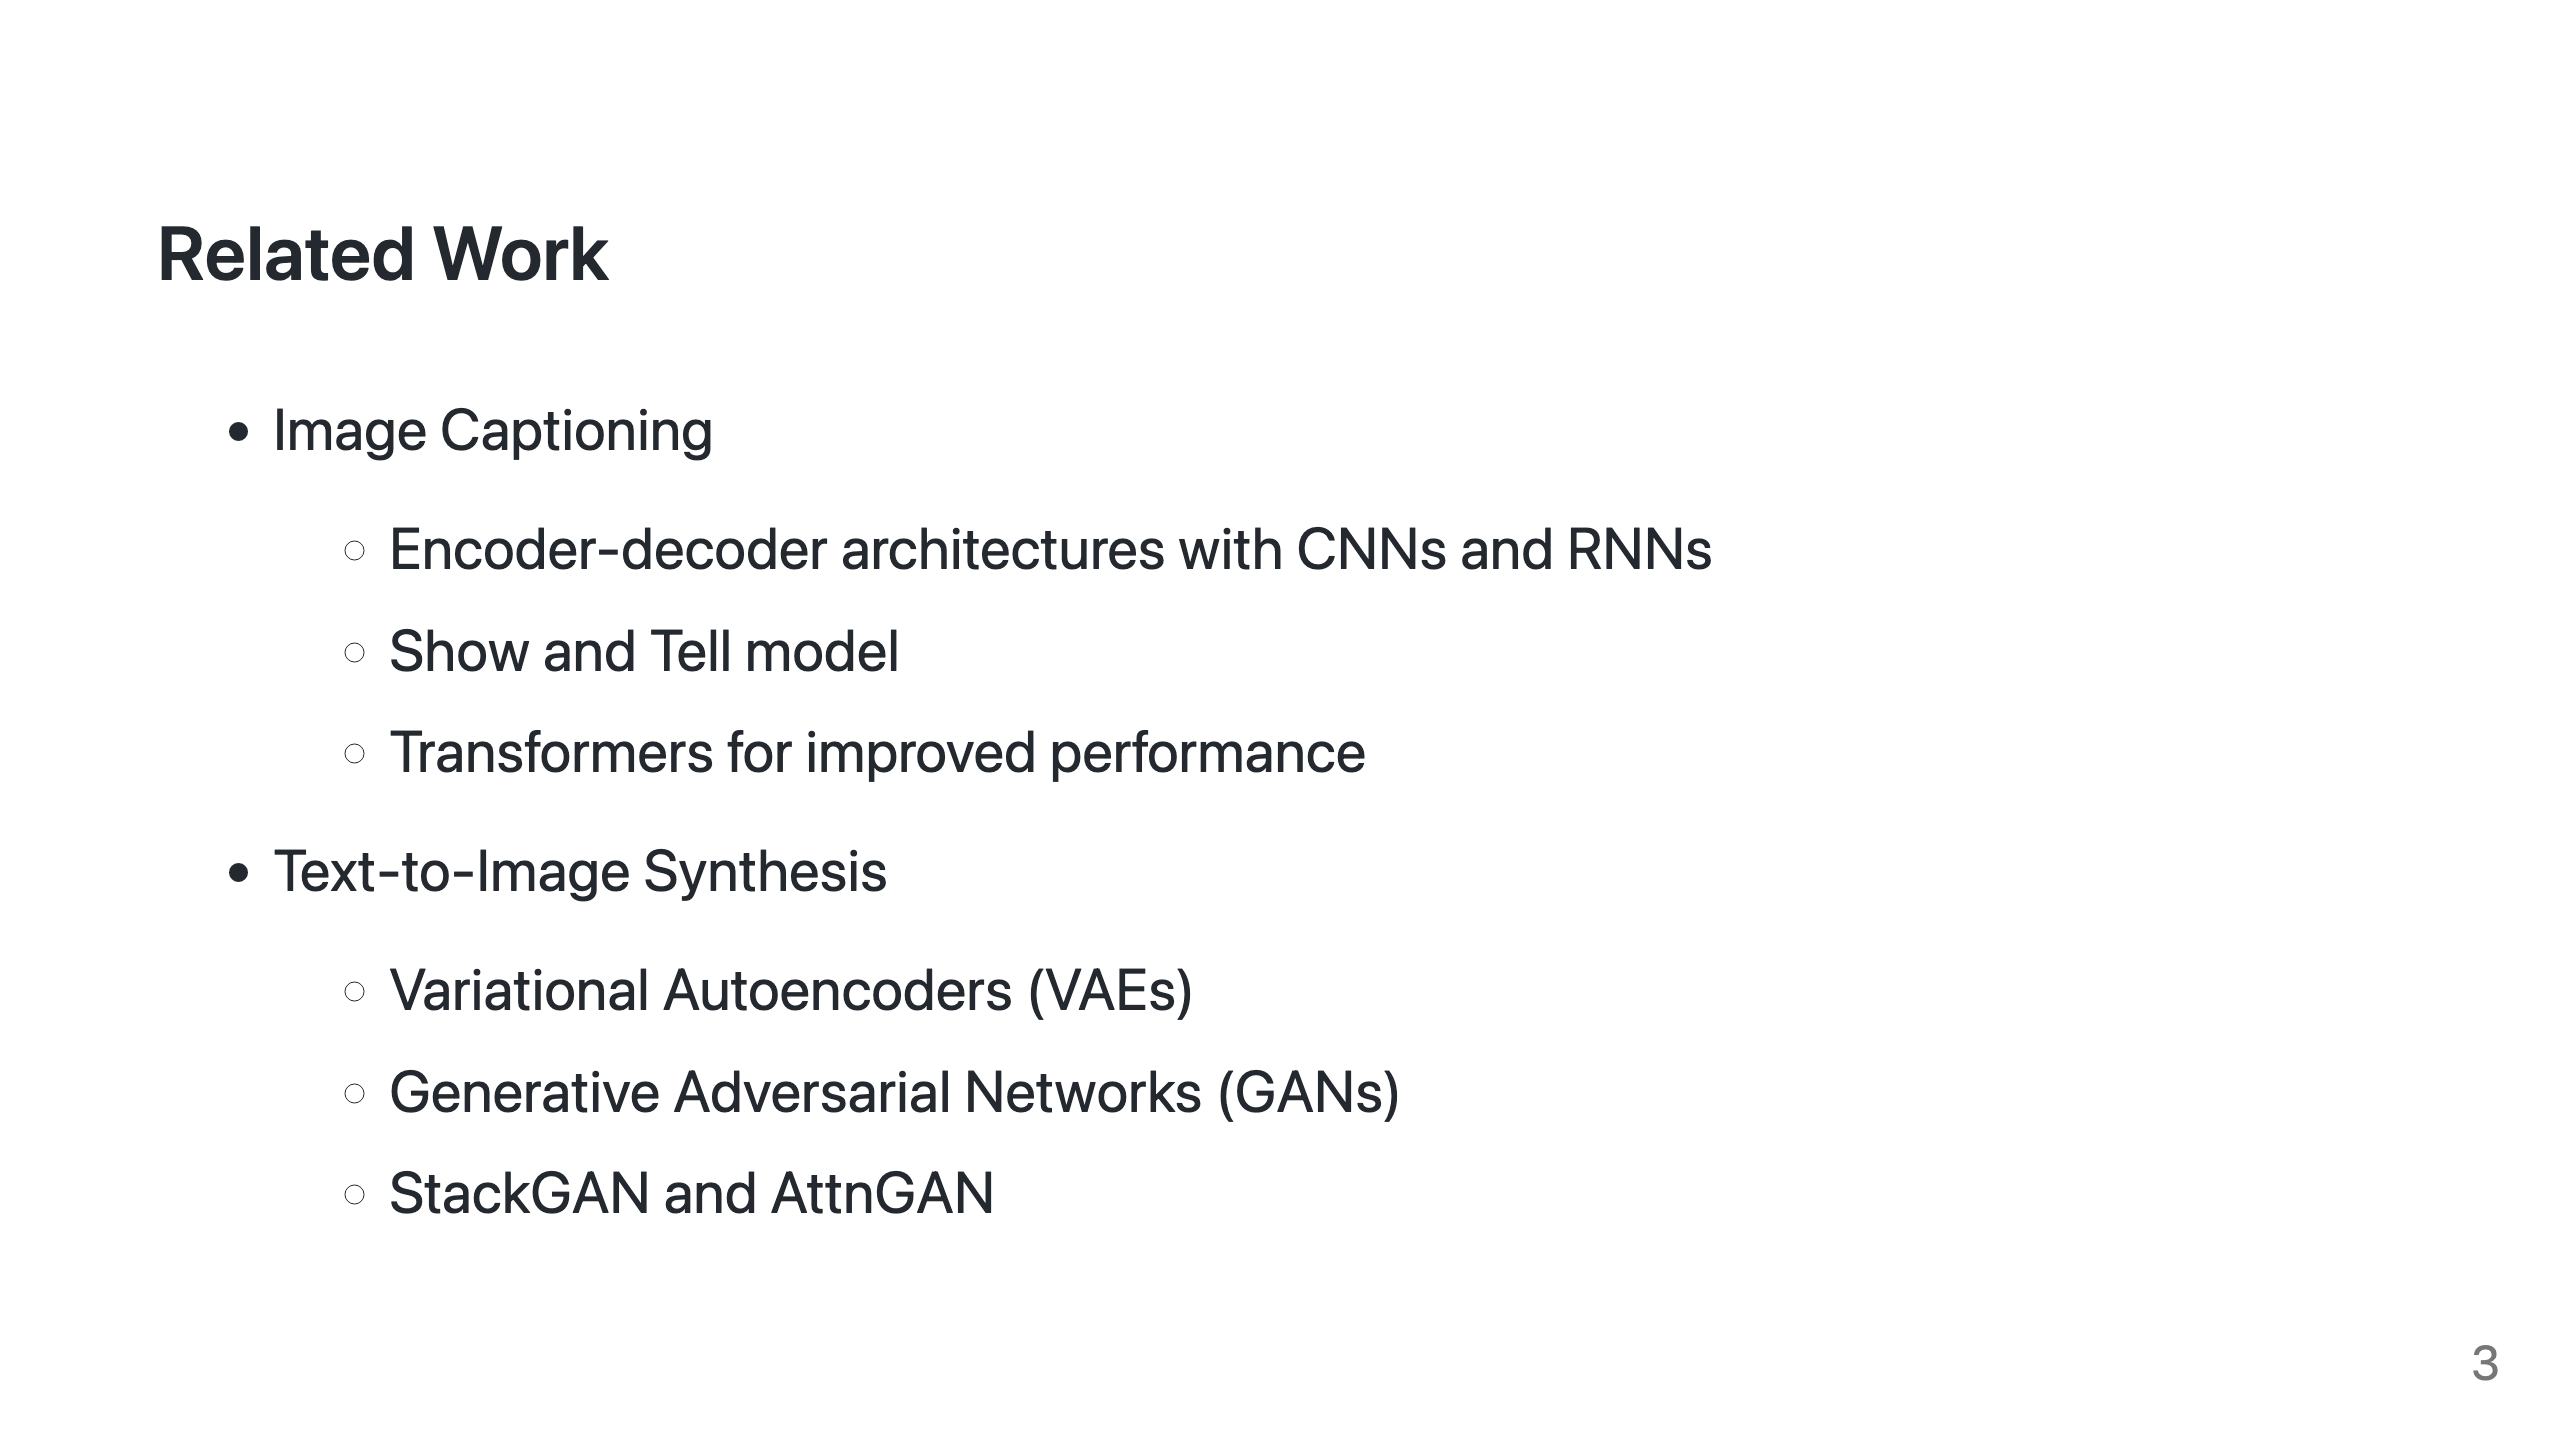 Related Work
• Image Captioning
○ Encoder-decoder architectures with CNNs and RNNs
○ Show and Tell model
○ Transformers for improved performance
• Text-to-Image Synthesis
○ Variational Autoencoders (VAEs)
○ Generative Adversarial Networks (GANs)
○ StackGAN and AttnGAN
3